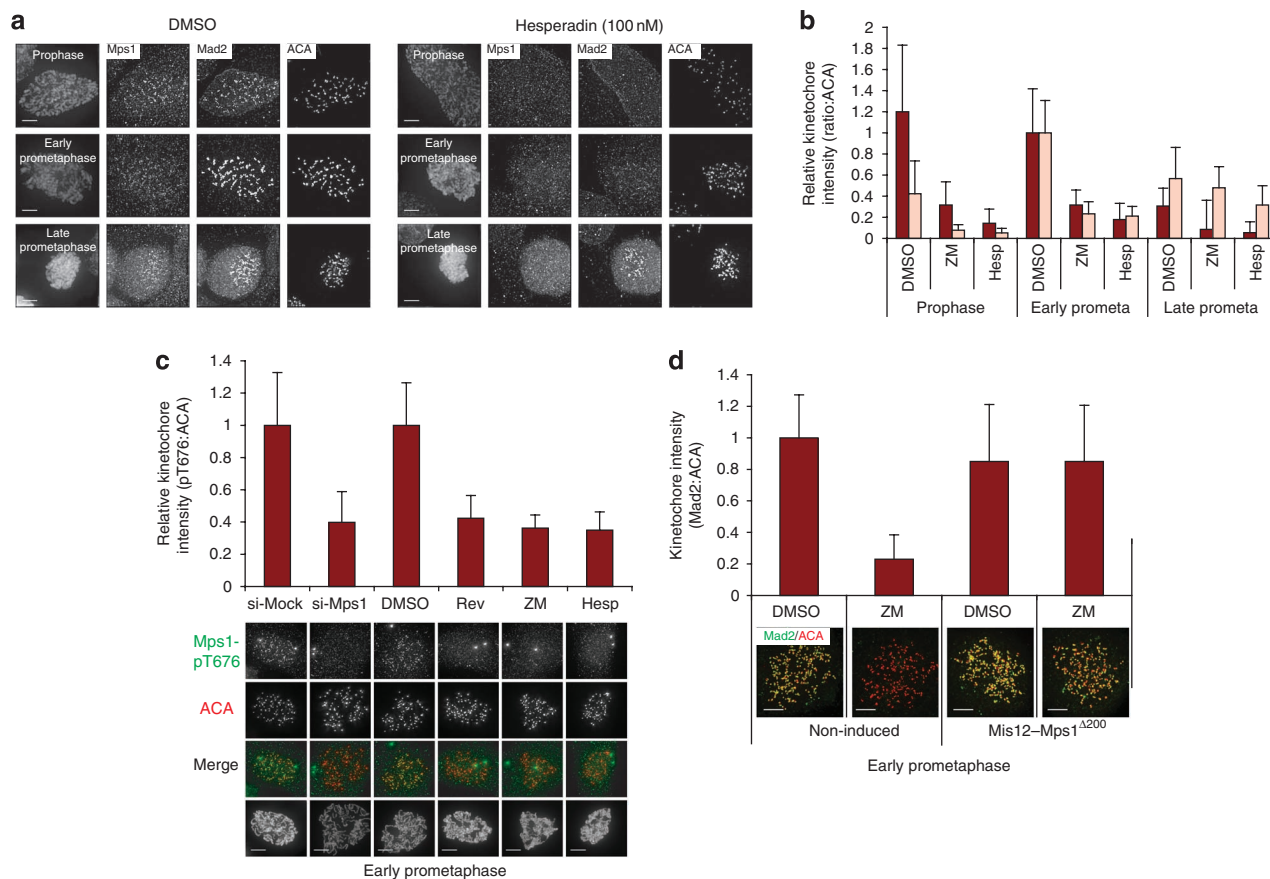 a
DMSO
Hesperadin (100 nM)
Prophase
Mps1
Mad2
ACA
Prophase
Mps1
Mad2
ACA
Early
prometaphase
Early
prometaphase
Late
prometaphase
Late
prometaphase
b
Relative kinetochore
intensity (ratio:ACA)
2
1.8
1.6
1.4
1.2
1
0.8
0.6
0.4
0.2
0
DMSO
ZM
Hesp
DMSO
ZM
Hesp
DMSO
ZM
Hesp
Prophase
Early prometa
Late prometa
c
Relative kinetochore
intensity (pT676:ACA)
1.4
1.2
1
0.8
0.6
0.4
0.2
0
si-Mock
si-Mps1
DMSO
Rev
ZM
Hesp
Mps1-
pT676
ACA
Merge
Early prometaphase
d
Kinetochore intensity
(Mad2:ACA)
1.4
1.2
1
0.8
0.6
0.4
0.2
0
DMSO
ZM
DMSO
ZM
Mad2/ACA
Non-induced
Mis12–Mps1Δ200
Early prometaphase